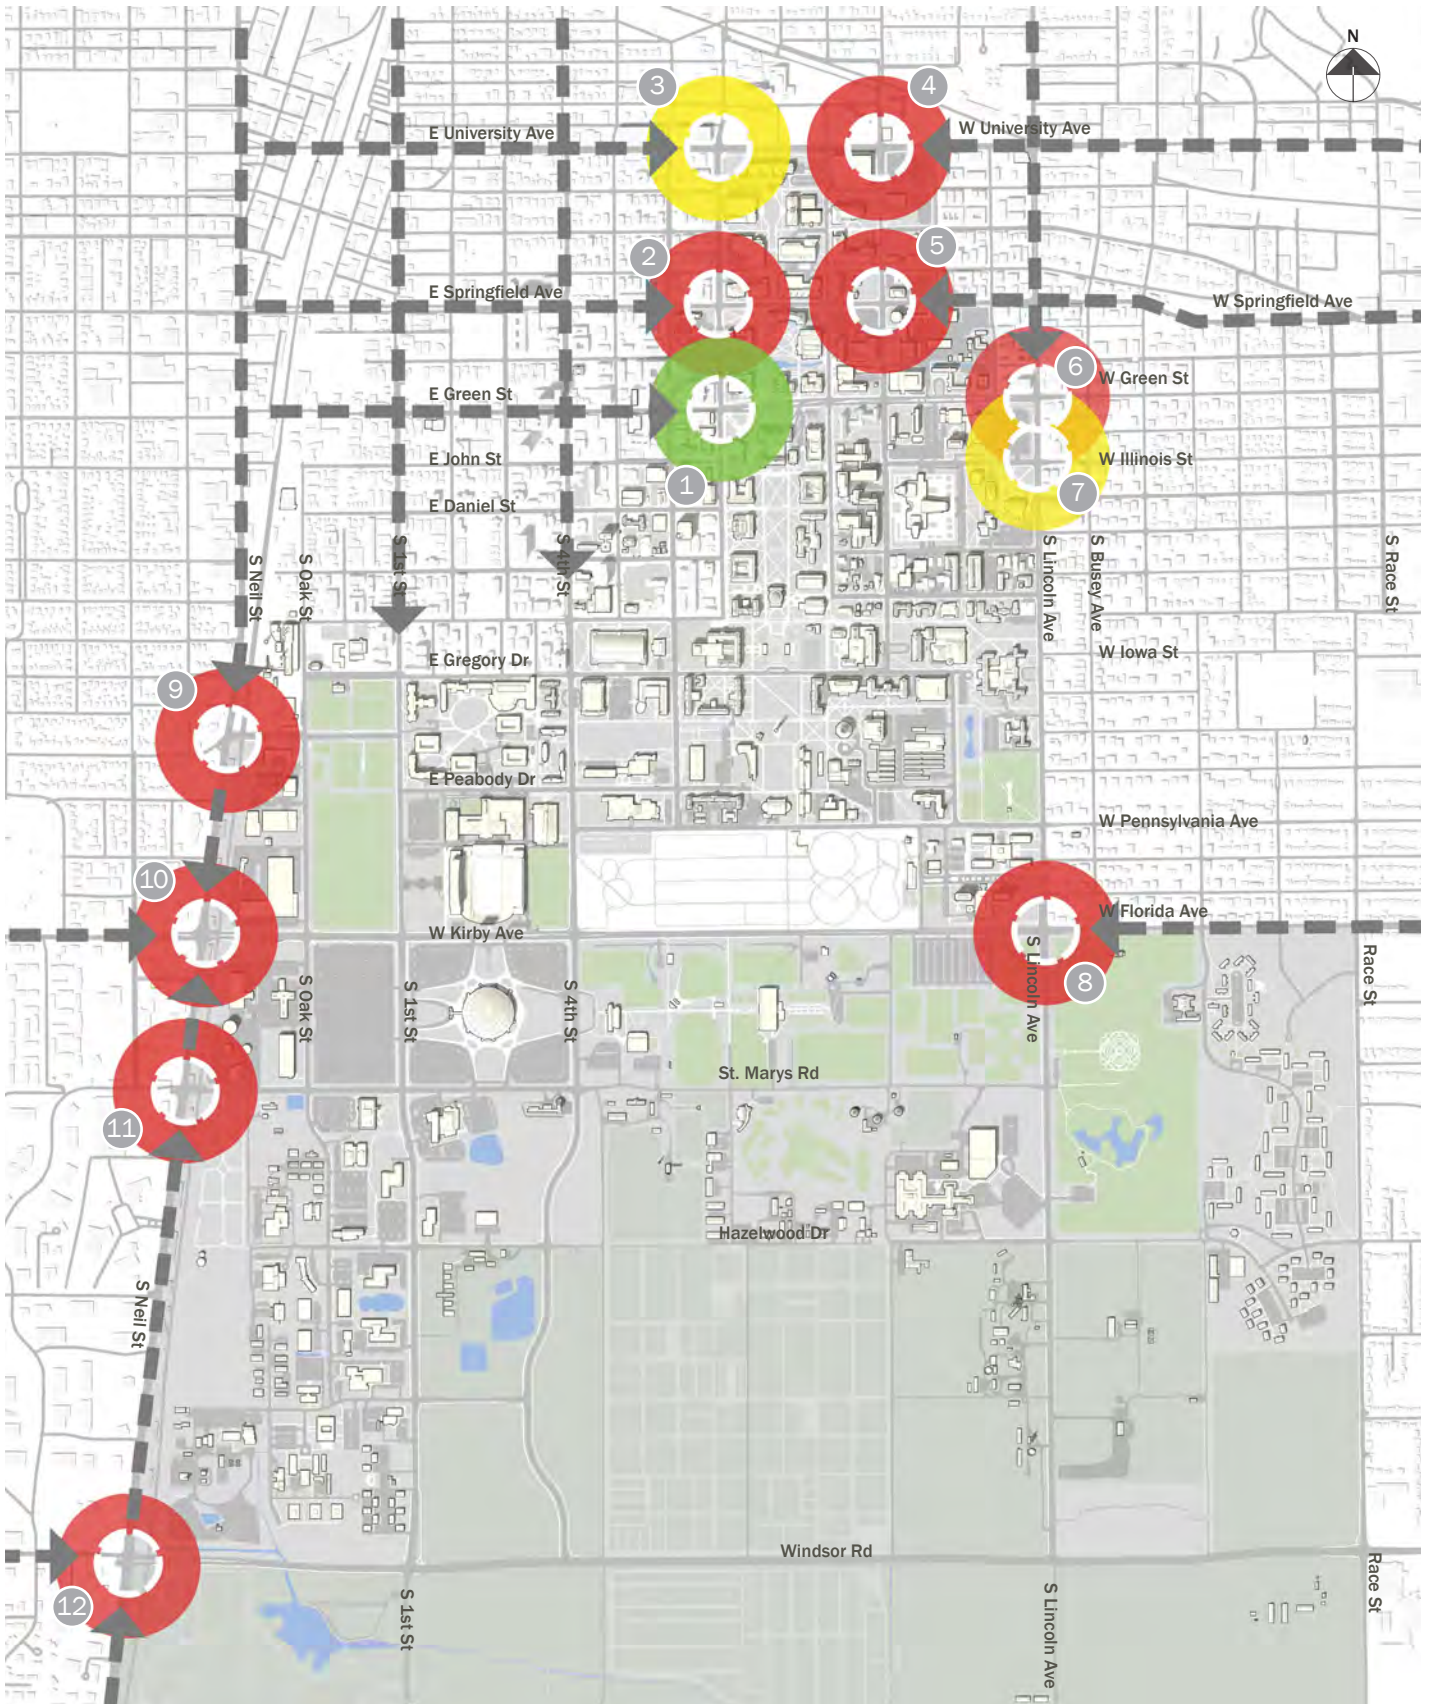 N
3
4
E University Ave
W University Ave
2
5
E Springfield Ave
W Springfield Ave
6
W Green St
E Green St
E John St
W Illinois St
1
7
E Daniel St
S Neil St
S Oak St
S 1st St
S 4th St
S Lincoln Ave
S Busey Ave
S Race St
W Iowa St
E Gregory Dr
9
E Peabody Dr
W Pennsylvania Ave
10
W Florida Ave
W Kirby Ave
8
S Oak St
S 1st St
S 4th St
S Lincoln Ave
Race St
St. Marys Rd
11
Hazelwood Dr
S Neil St
Windsor Rd
12
S 1st St
S Lincoln Ave
Race St